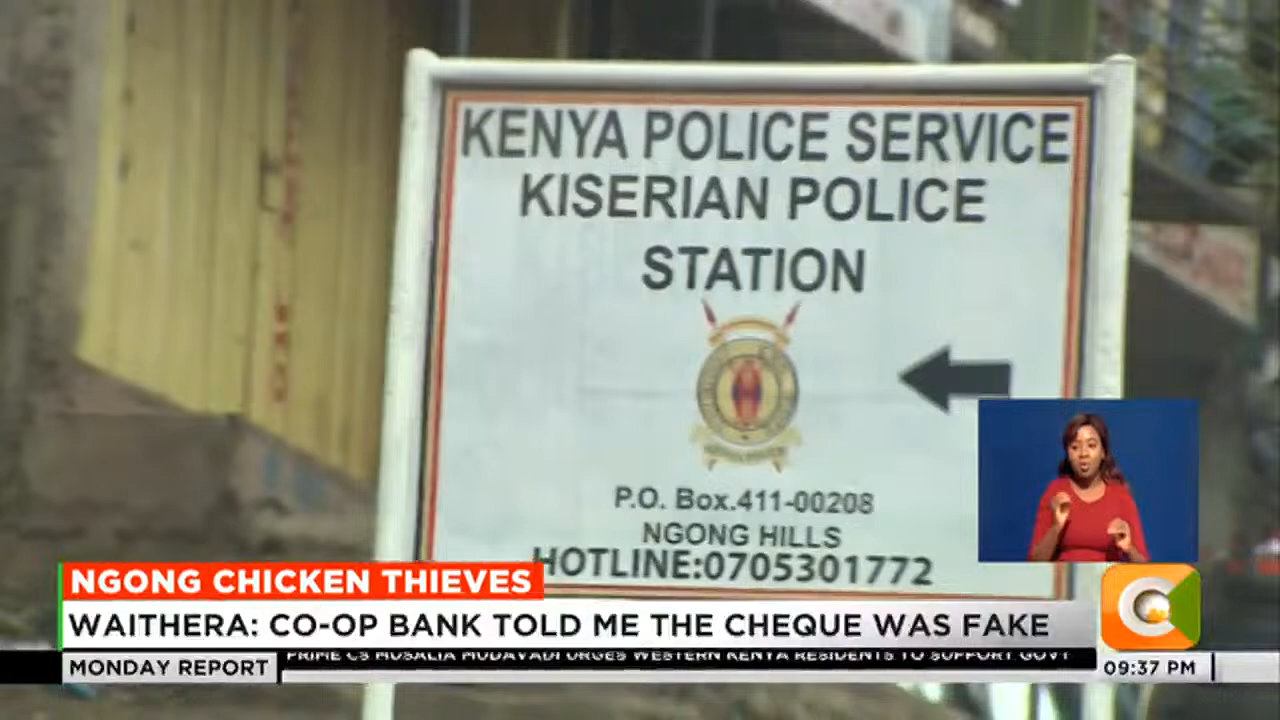 KENYA POLICE SERVICE
KISERIAN POLICE
STATION
P.O. Box.411-00208
NGONG HILLS
HOTLINE:0705301772
NGONG CHICKEN THIEVES
WAITHERA: CO-OP BANK TOLD ME THE CHEQUE WAS FAKE
MONDAY REPORT
PRIME CS MUSALIA MUDAVADI URGES WESTERN KENYA RESIDENTS TO SUPPORT GOVT
09:37 PM